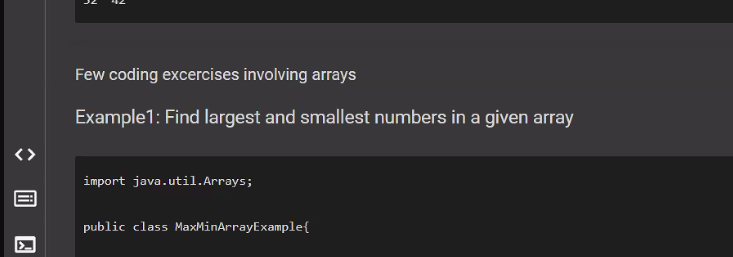 52 42
Few coding excercises involving arrays
Example1: Find largest and smallest numbers in a given array
import java.util.Arrays;
public class MaxMinArrayExample{